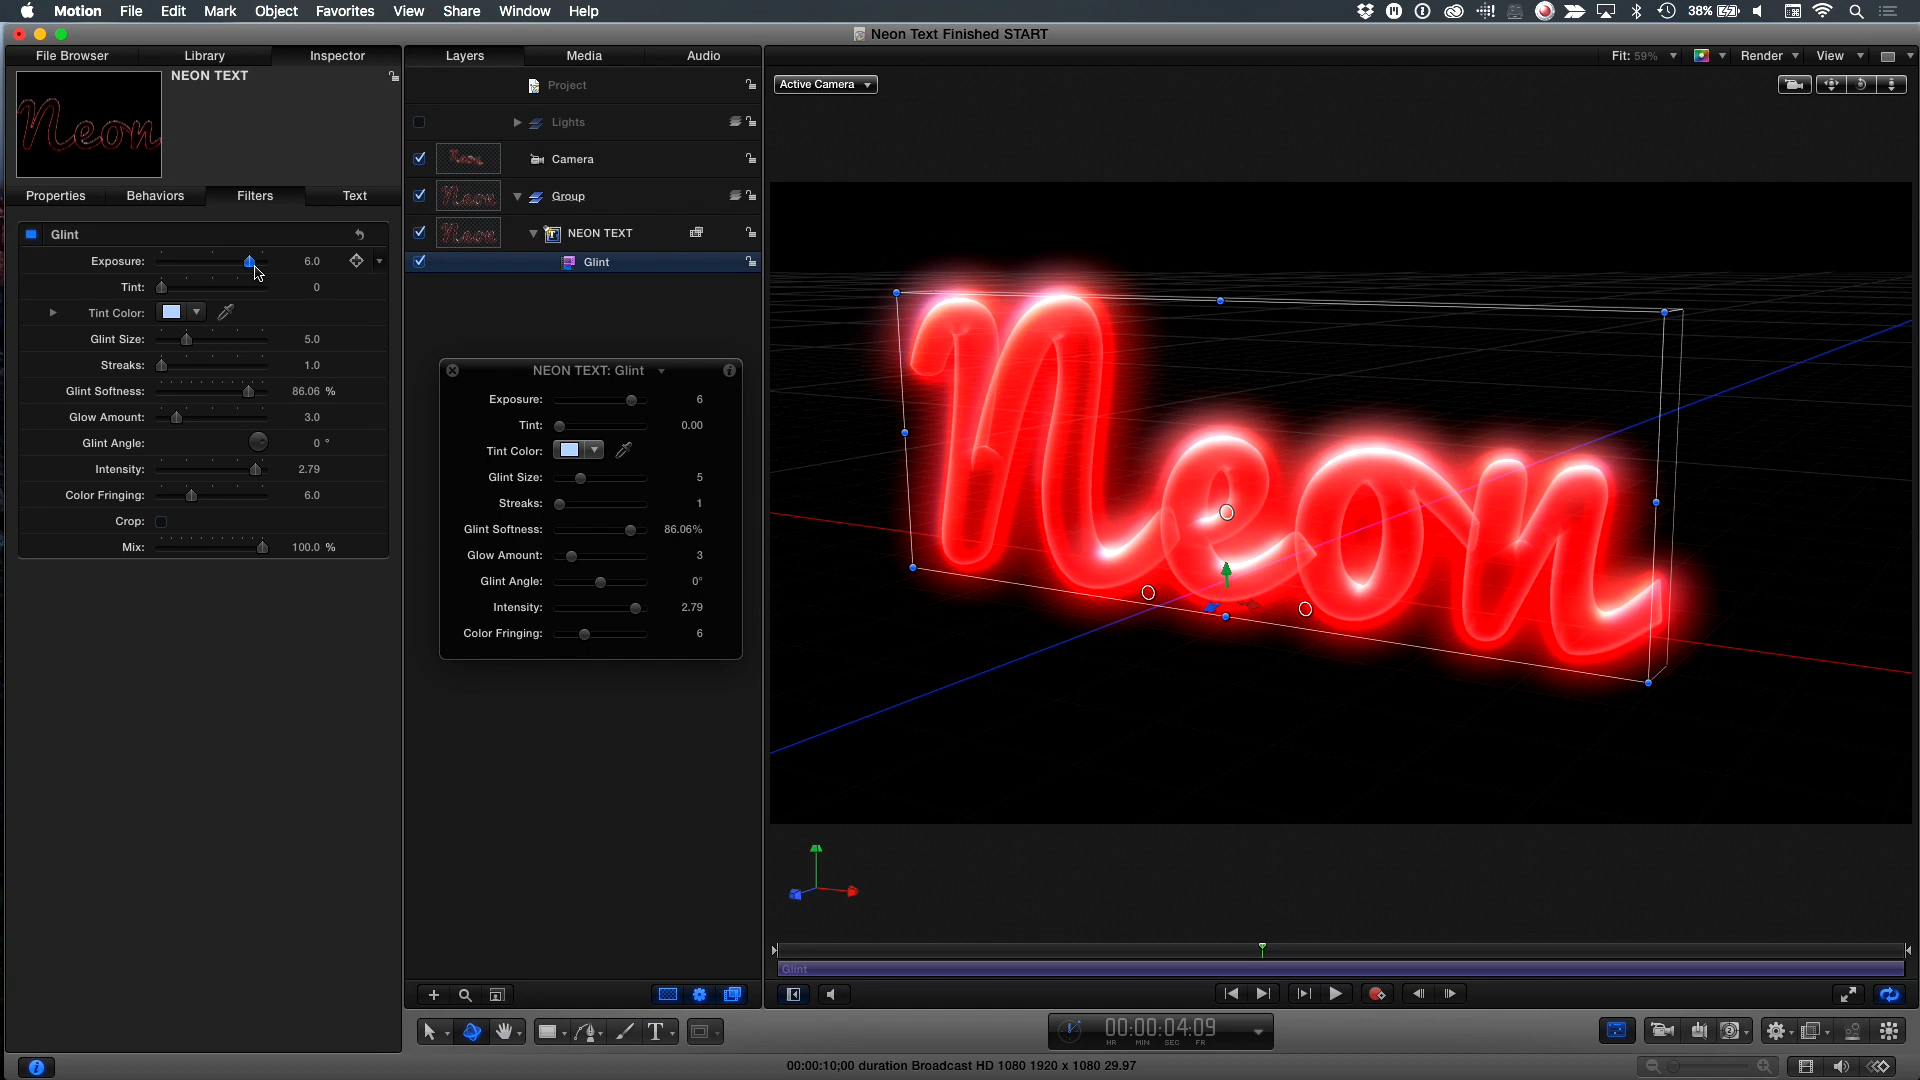 Motion File Edit Mark Object Favorites View Share Window Help 38%
Neon Text Finished START
File Browser Library Inspector Layers Media Audio Fit: 59% Render View
NEON TEXT
Neon
Active Camera
Project
Lights
Camera
Group
NEON TEXT
Glint
Properties Behaviors Filters Text
Glint
Exposure: 6.0
Tint: 0
Tint Color:
Glint Size: 5.0
Streaks: 1.0
Glint Softness: 86.06 %
Glow Amount: 3.0
Glint Angle: 0 °
Intensity: 2.79
Color Fringing: 6.0
Crop:
Mix: 100.0 %
NEON TEXT: Glint
Exposure: 6
Tint: 0.00
Tint Color:
Glint Size: 5
Streaks: 1
Glint Softness: 86.06%
Glow Amount: 3
Glint Angle: 0°
Intensity: 2.79
Color Fringing: 6
Neon
Glint
T
00:00:04:09
HR MIN SEC FR
00:00:10;00 duration Broadcast HD 1080 1920 x 1080 29.97